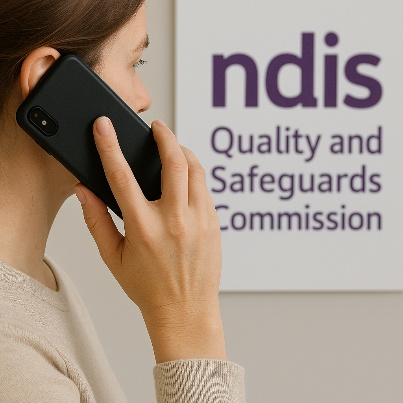 ndis
Quality and
Safeguards
Commission